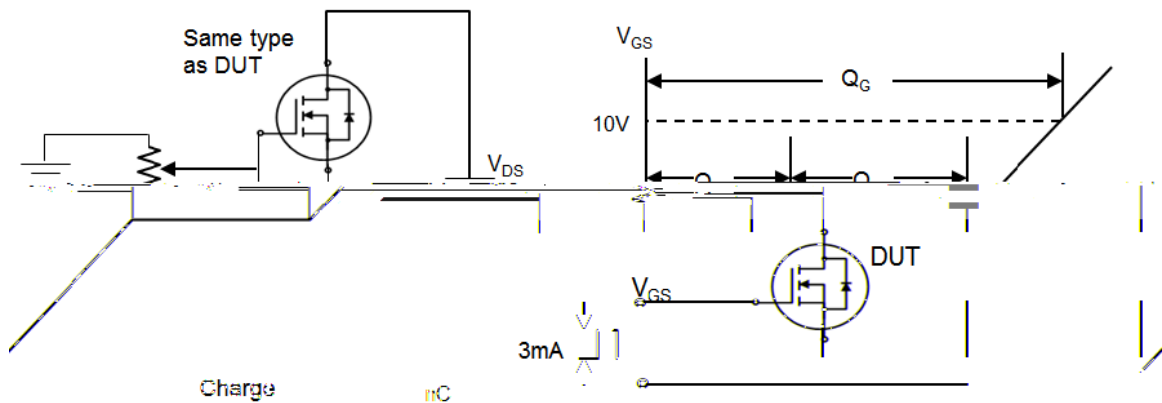 Same type
as DUT
VGS
QG
10V
VDS
DUT
VGS
3mA
Charge
nC